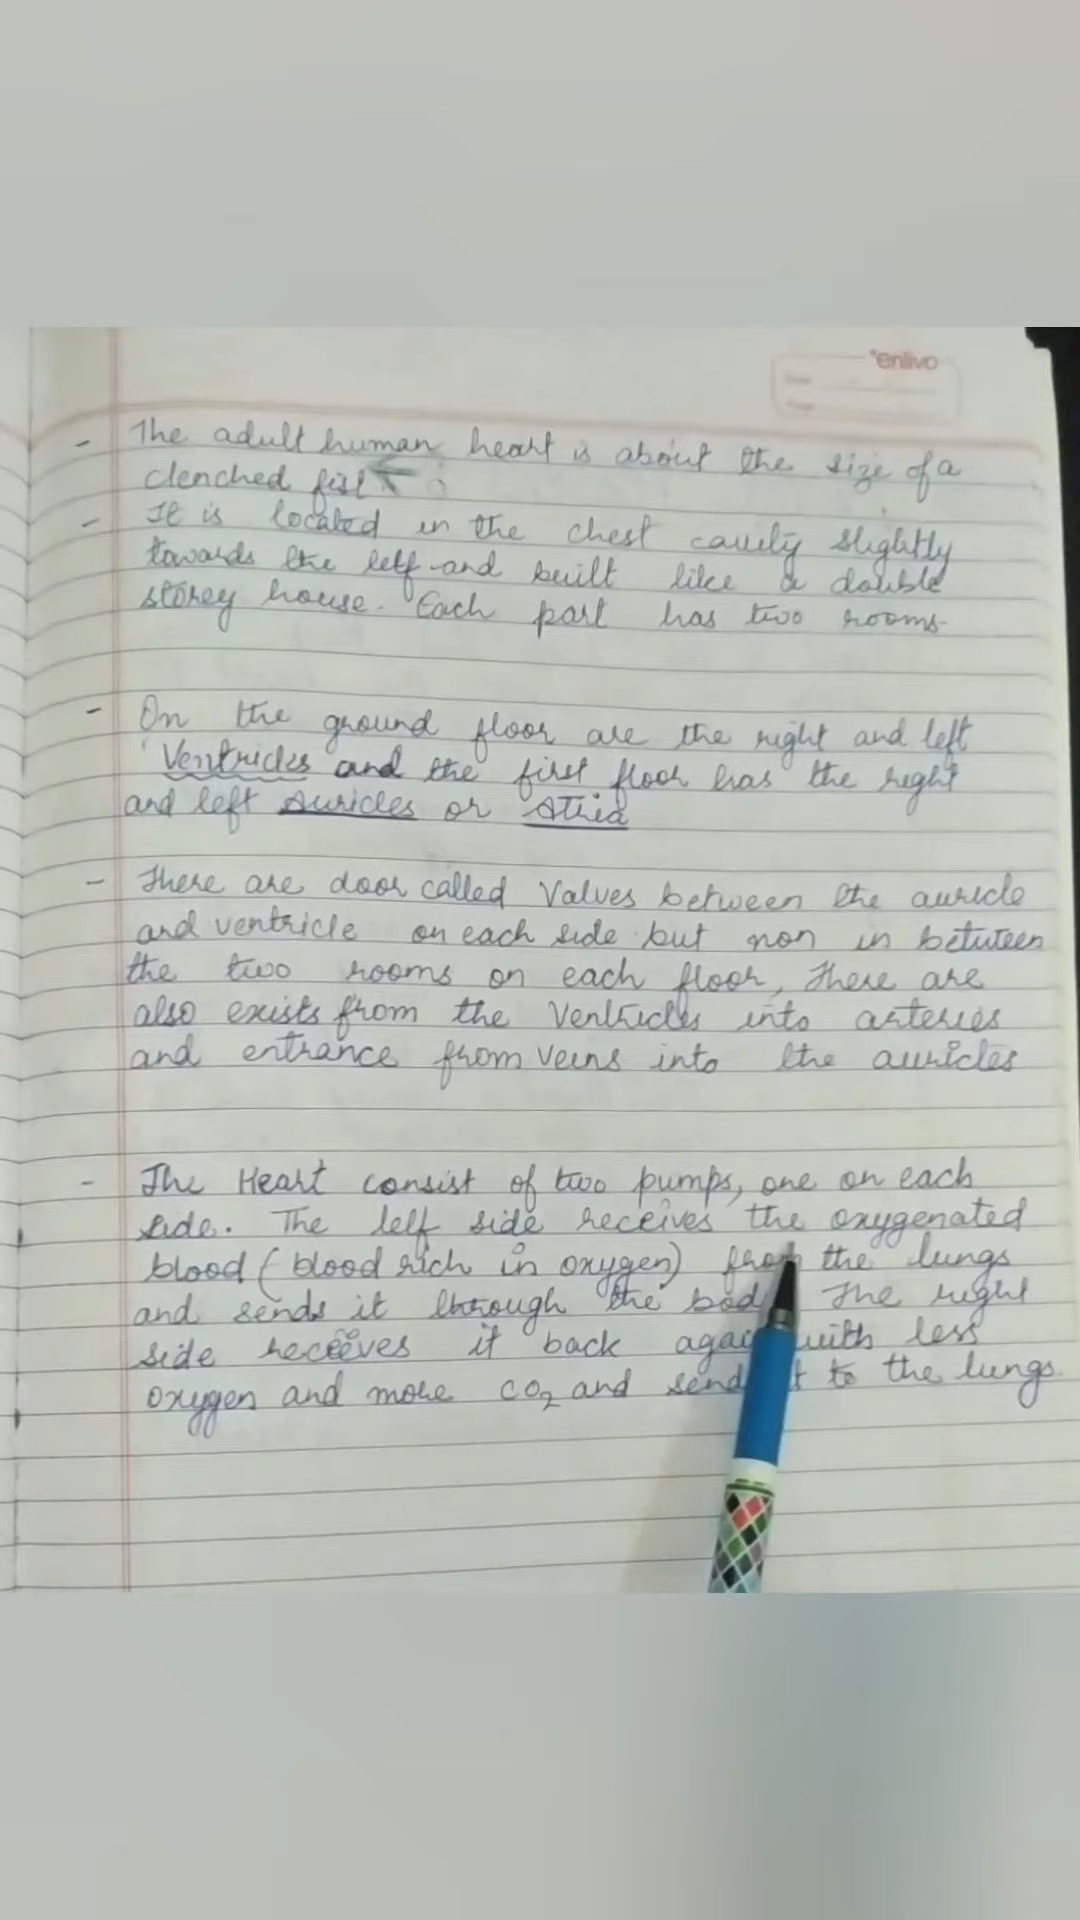 enlivo
- The adult human heart is about the size of a
clenched fist
- It is located in the chest cavity slightly
towards the left and built like a double
storey house. Each part has two rooms.
- On the ground floor are the right and left
Ventricles and the first floor has the right
and left Auricles or Atria
- There are door called Valves between the auricle
and ventricle on each side but non in between
the two rooms on each floor, There are
also exists from the Ventricles into arteries
and entrance from veins into the auricles
- The Heart consist of two pumps, one on each
side. The left side receives the oxygenated
blood (blood rich in oxygen) from the lungs
and sends it through the bod The right
side receives it back again with less
oxygen and more CO2 and send it to the lungs.